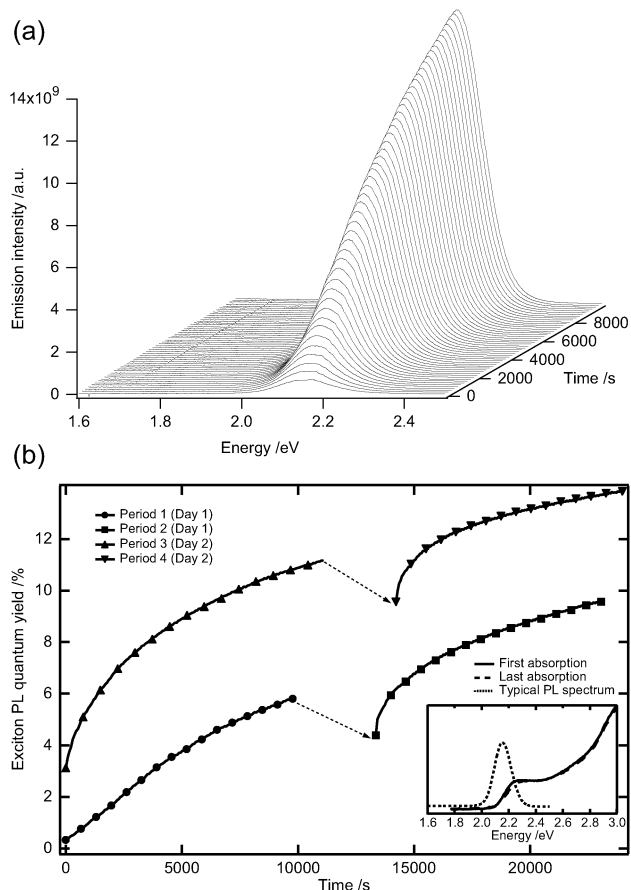 (a)
14x10⁹
12
10
8
6
4
2
0
Emission intensity /a.u.
1.6
1.8
2.0
2.2
2.4
Energy /eV
0
2000
4000
6000
8000
Time /s
(b)
Period 1 (Day 1)
Period 2 (Day 1)
Period 3 (Day 2)
Period 4 (Day 2)
12
10
8
6
4
2
0
Exciton PL quantum yield /%
First absorption
Last absorption
Typical PL spectrum
1.6 1.8 2.0 2.2 2.4 2.6 2.8 3.0
Energy /eV
0 5000 10000 15000 20000
Time /s